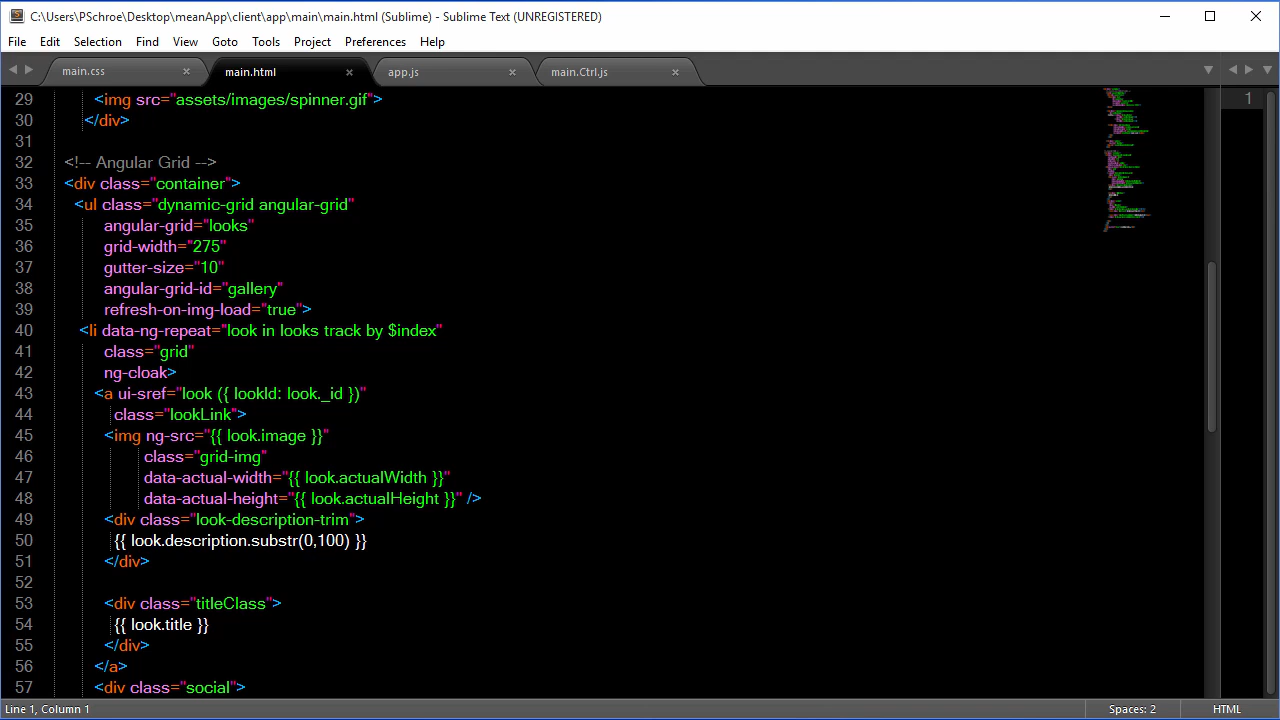 C:\Users\PSchroe\Desktop\meanApp\client\app\main\main.html (Sublime) - Sublime Text (UNREGISTERED)
File Edit Selection Find View Goto Tools Project Preferences Help
main.css main.html app.js main.Ctrl.js
29 <img src="assets/images/spinner.gif"> 1
30 </div>
31
32 <!-- Angular Grid -->
33 <div class="container">
34 <ul class="dynamic-grid angular-grid"
35 angular-grid="looks"
36 grid-width="275"
37 gutter-size="10"
38 angular-grid-id="gallery"
39 refresh-on-img-load="true">
40 <li data-ng-repeat="look in looks track by $index"
41 class="grid"
42 ng-cloak>
43 <a ui-sref="look ({ lookId: look._id })"
44 class="lookLink">
45 <img ng-src="{{ look.image }}"
46 class="grid-img"
47 data-actual-width="{{ look.actualWidth }}"
48 data-actual-height="{{ look.actualHeight }}" />
49 <div class="look-description-trim">
50 {{ look.description.substr(0,100) }}
51 </div>
52
53 <div class="titleClass">
54 {{ look.title }}
55 </div>
56 </a>
57 <div class="social">
Line 1, Column 1 Spaces: 2 HTML